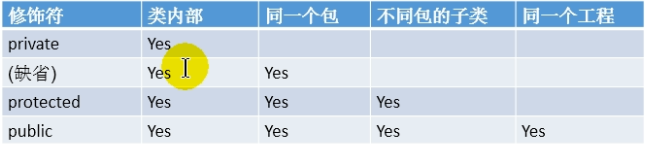 修饰符 类内部 同一个包 不同包的子类 同一个工程
private Yes
(缺省) Yes Yes
protected Yes Yes Yes
public Yes Yes Yes Yes